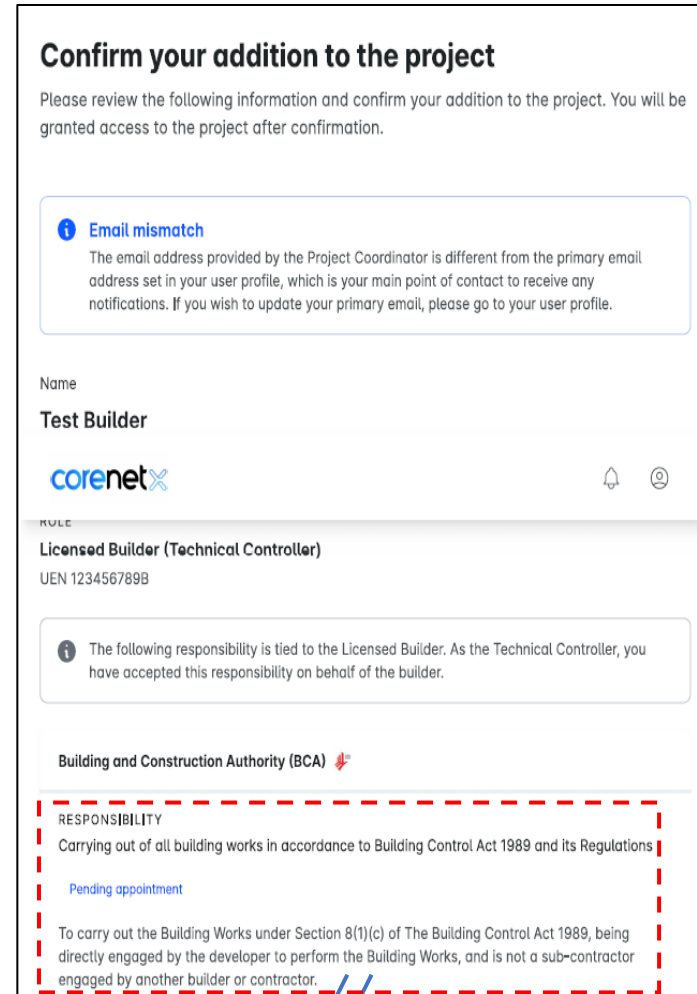 Confirm your addition to the project
Please review the following information and confirm your addition to the project. You will be
granted access to the project after confirmation.
Email mismatch
The email address provided by the Project Coordinator is different from the primary email
address set in your user profile, which is your main point of contact to receive any
notifications. If you wish to update your primary email, please go to your user profile.
Name
Test Builder
corenetx
ROLE
Licensed Builder (Technical Controller)
UEN 123456789B
The following responsibility is tied to the Licensed Builder. As the Technical Controller, you
have accepted this responsibility on behalf of the builder.
Building and Construction Authority (BCA)
RESPONSIBILITY
Carrying out of all building works in accordance to Building Control Act 1989 and its Regulations
Pending appointment
To carry out the Building Works under Section 8(1)(c) of The Building Control Act 1989, being
directly engaged by the developer to perform the Building Works, and is not a sub-contractor
engaged by another builder or contractor.